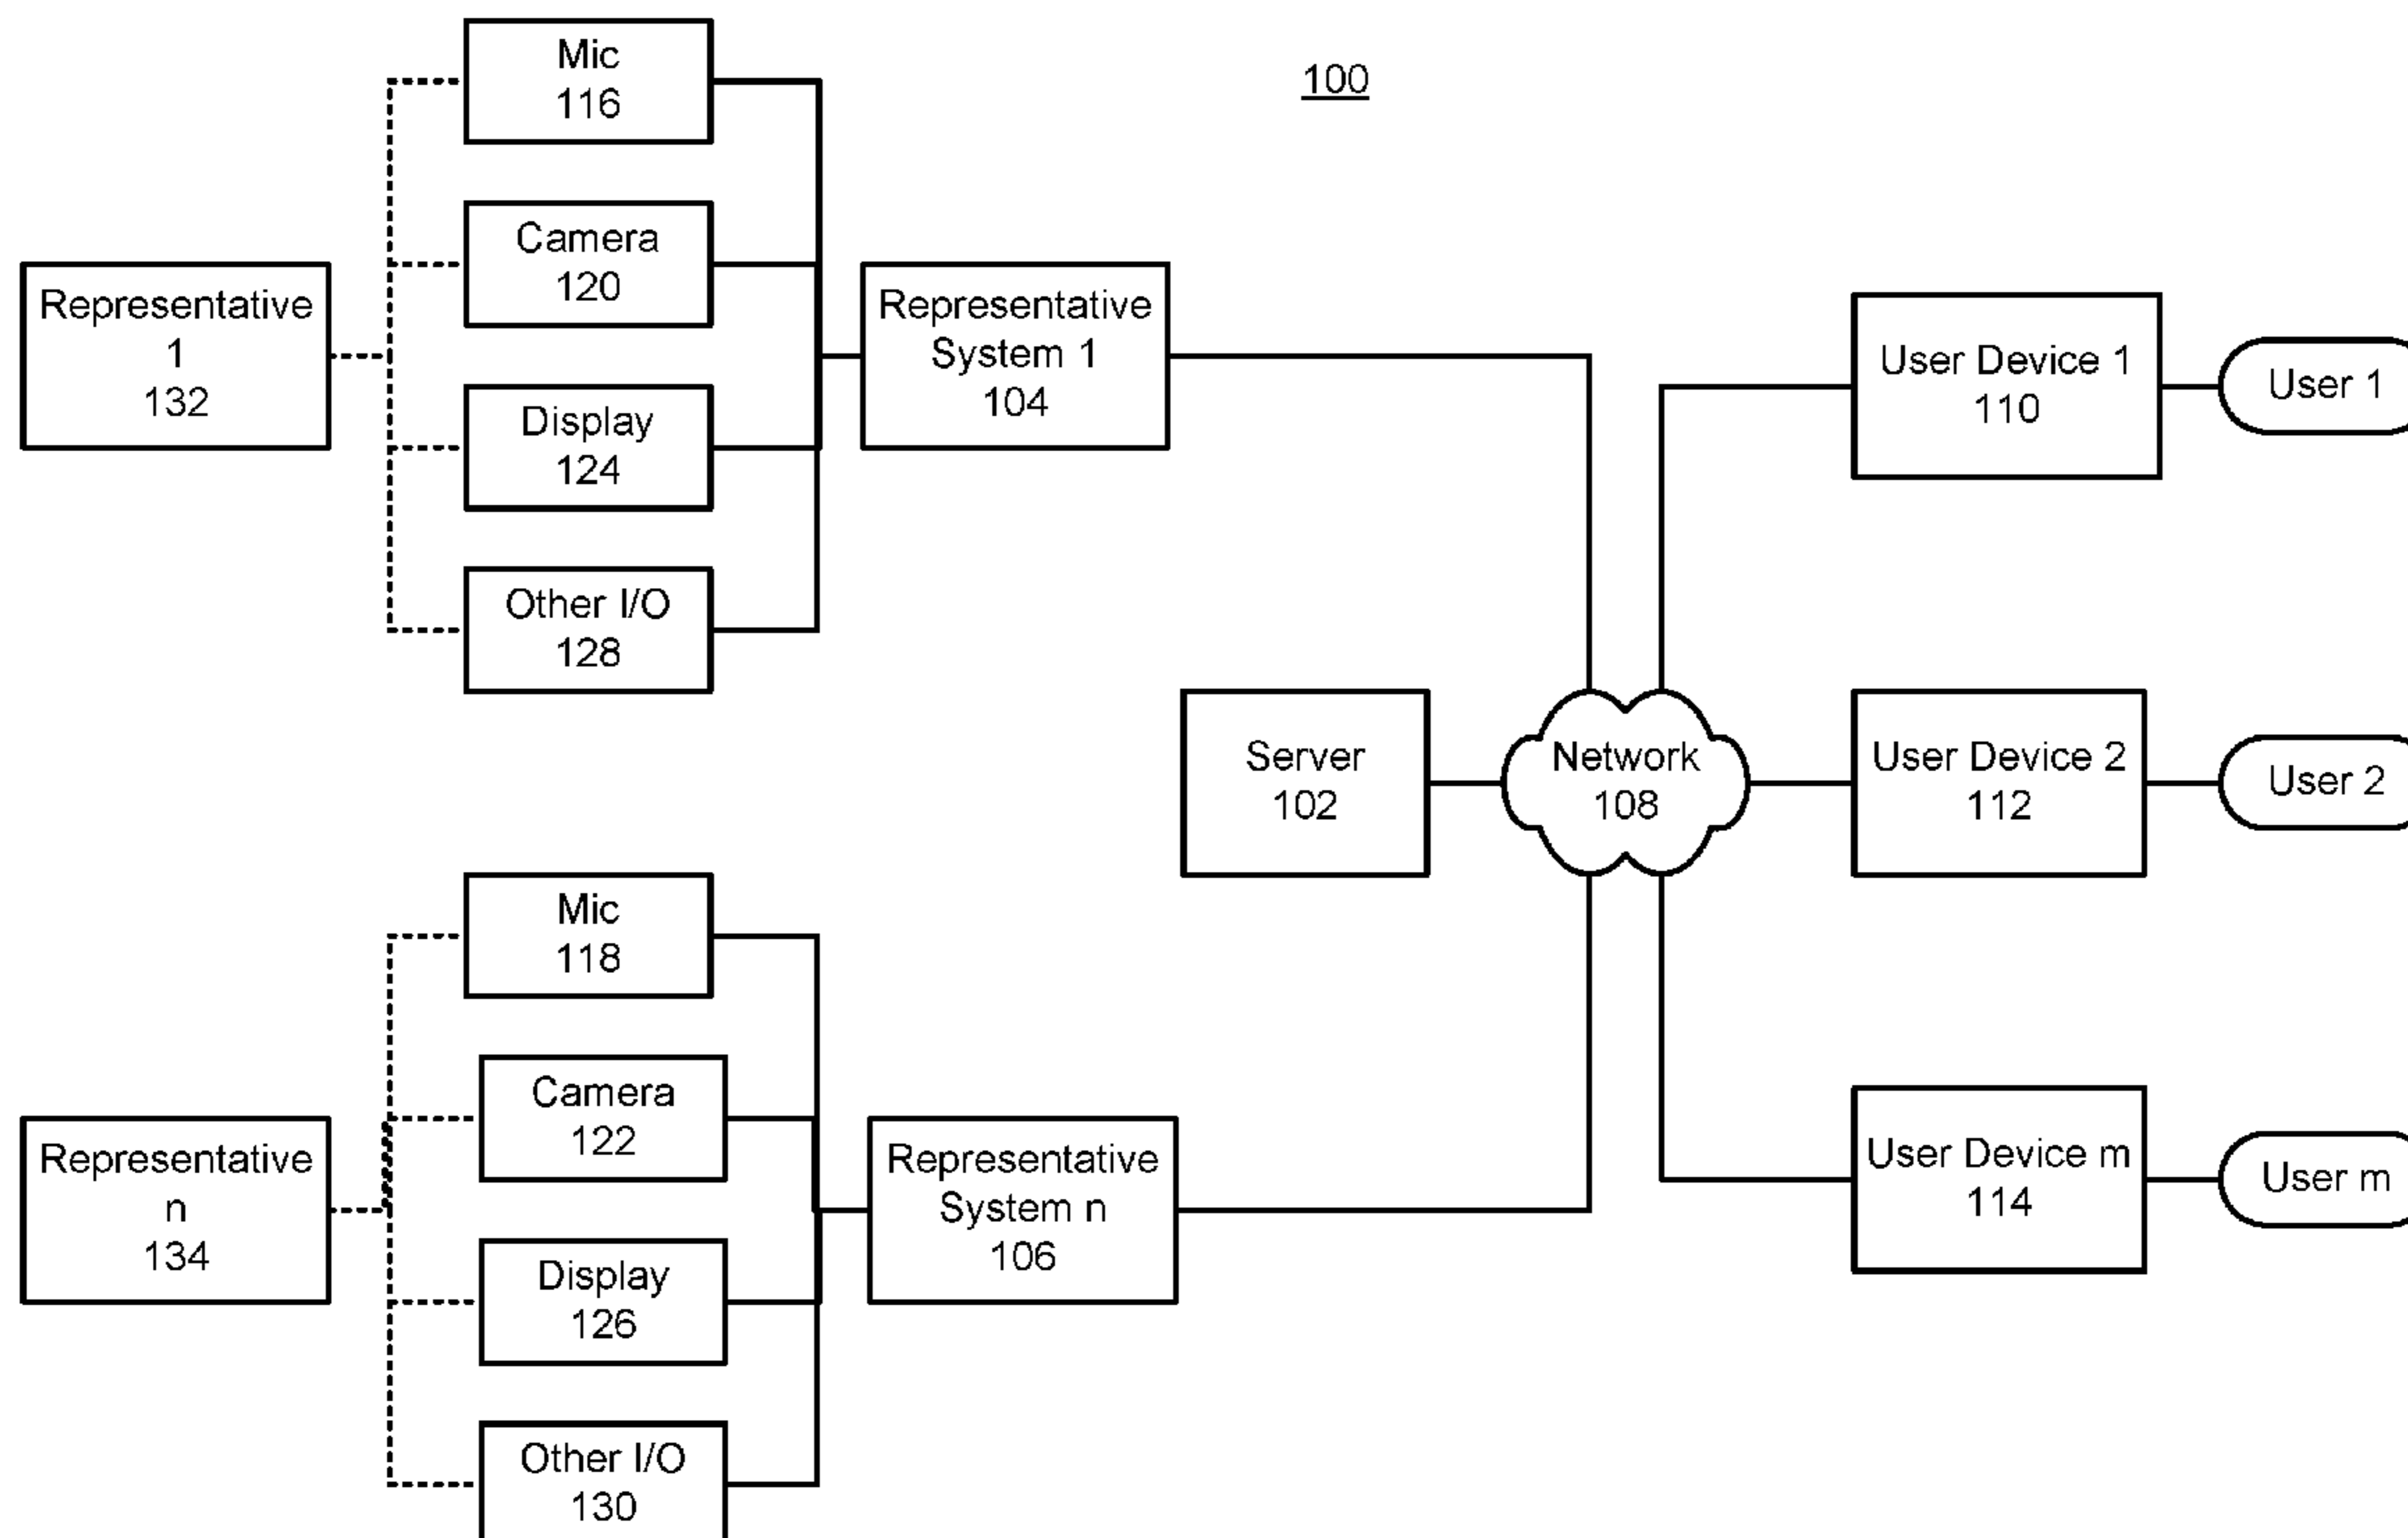 100
Mic
116
Camera
120
Representative
1
132
Representative
System 1
104
Display
124
Other I/O
128
User Device 1
110
User 1
Server
102
Network
108
User Device 2
112
User 2
Mic
118
Camera
122
Representative
n
134
Representative
System n
106
Display
126
Other I/O
130
User Device m
114
User m